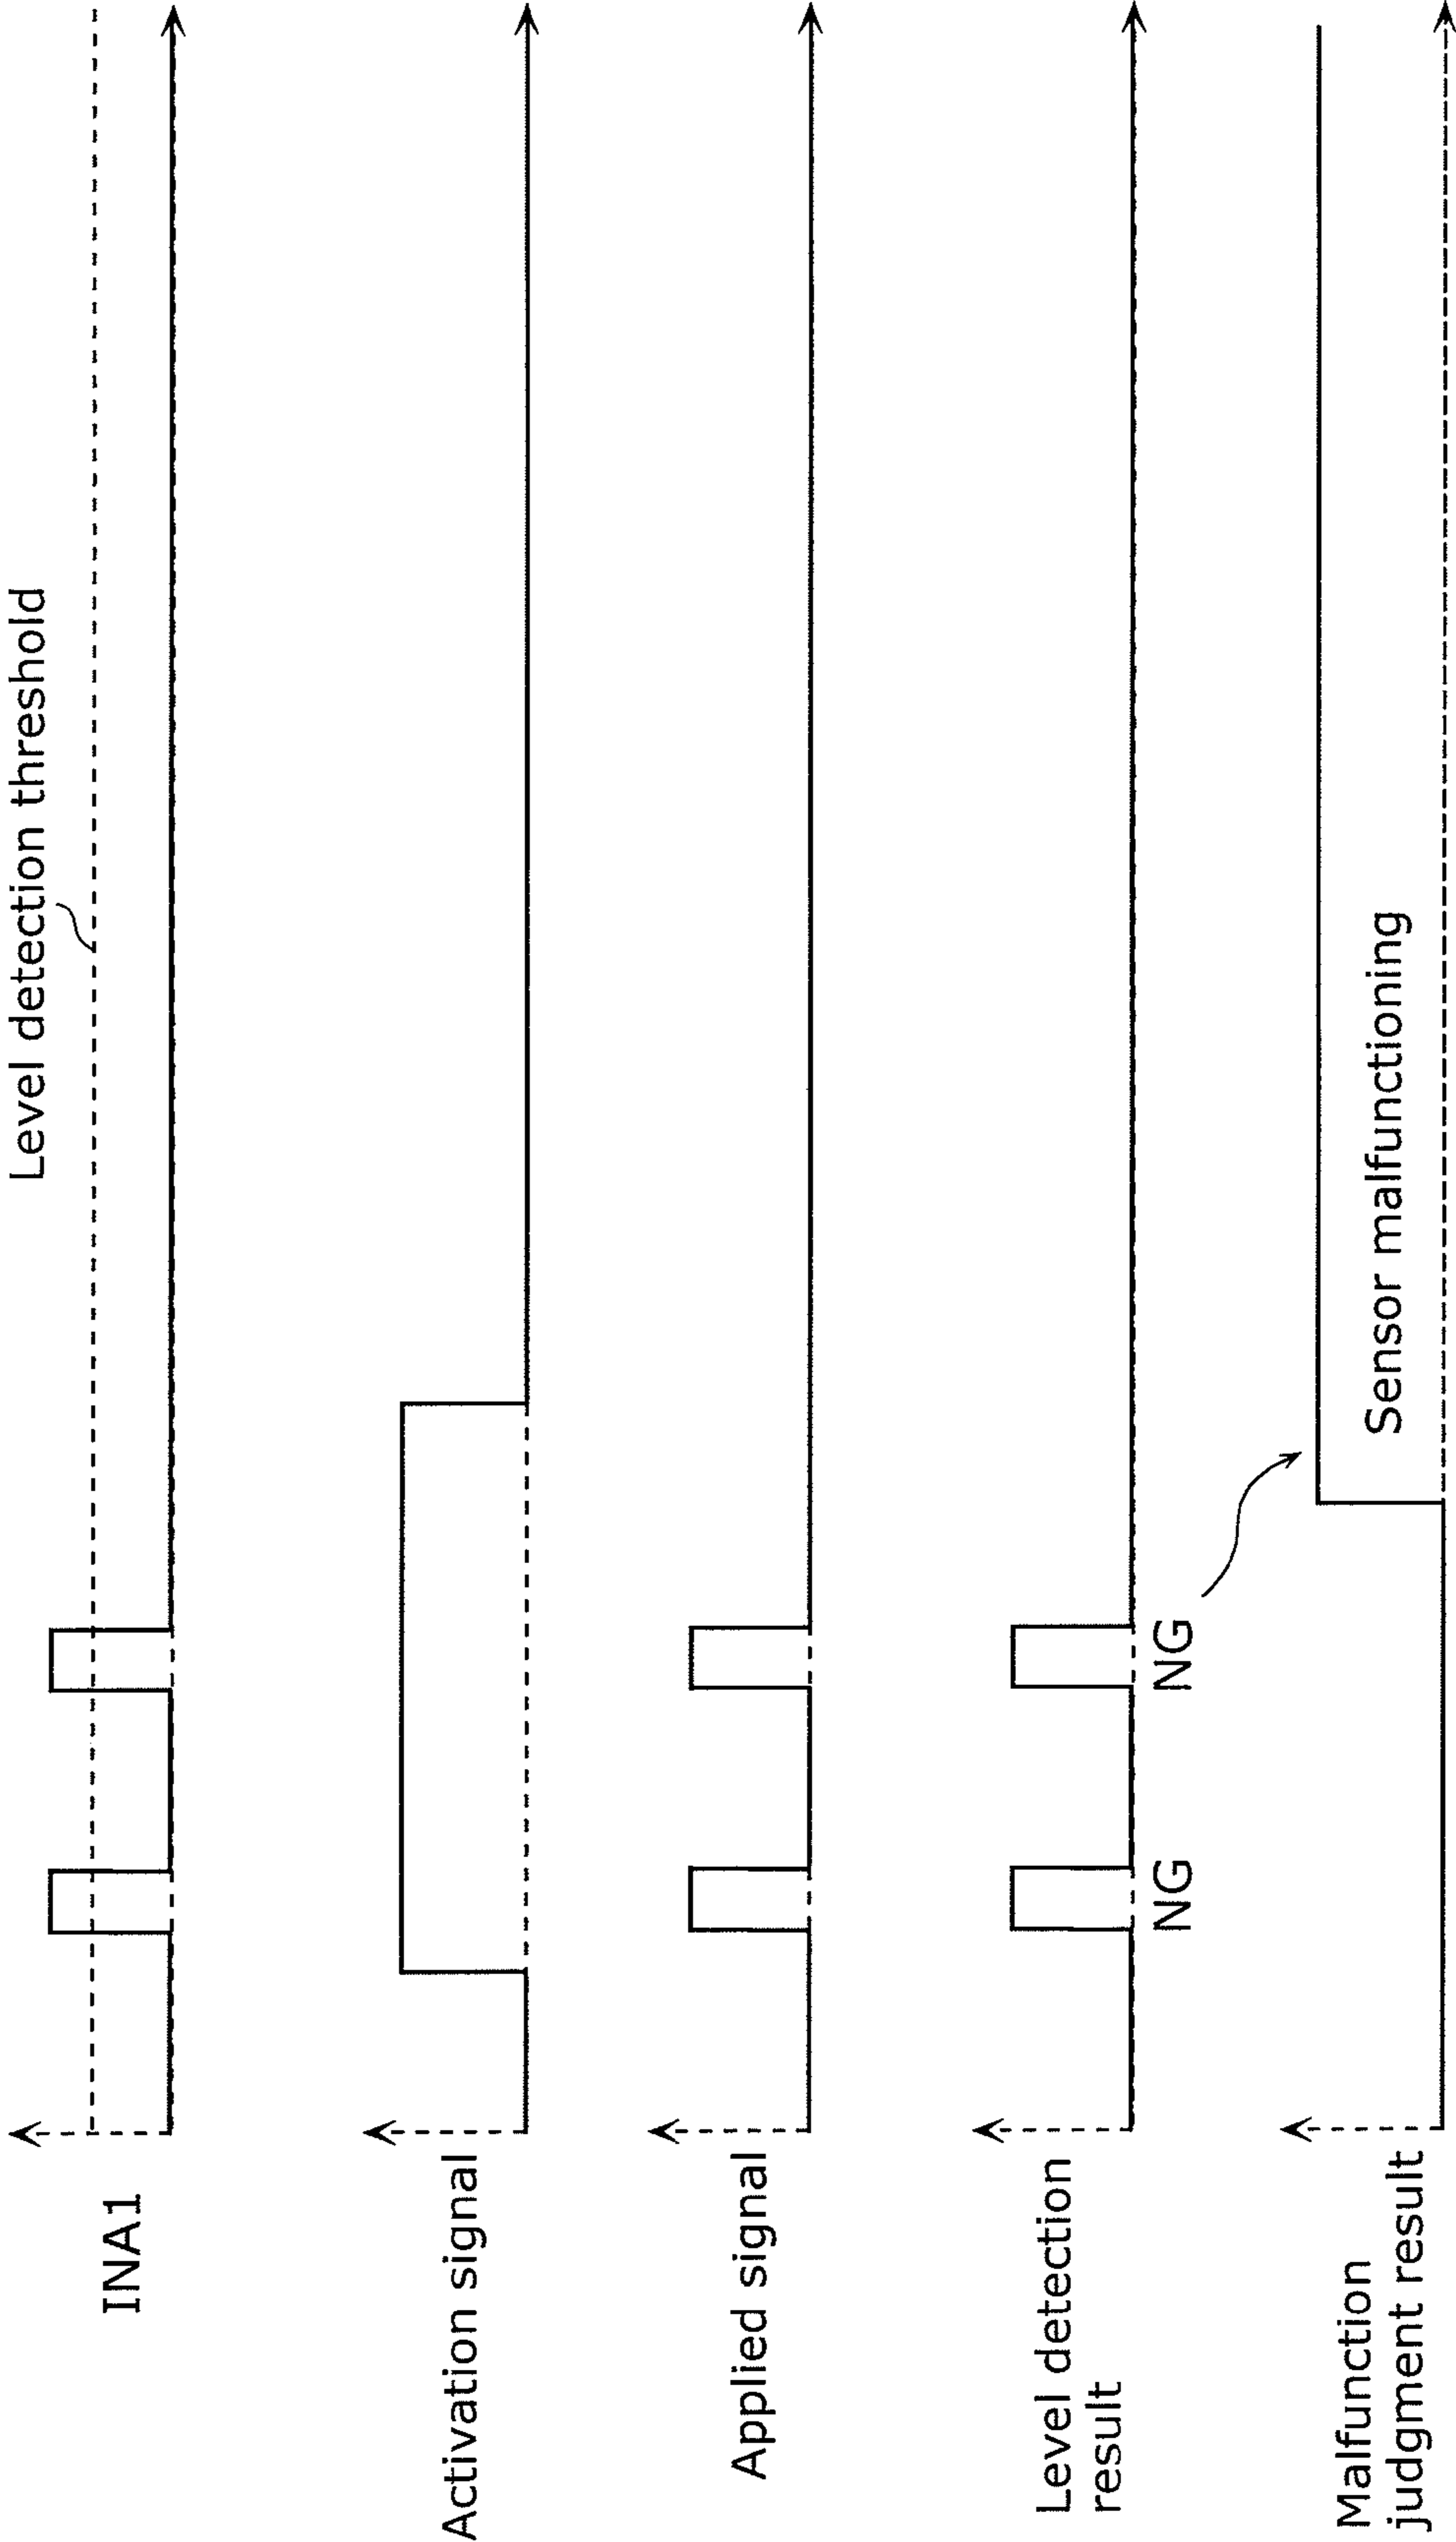 Level detection threshold
INA1
Activation signal
Applied signal
Level detection
result
NG
NG
Malfunction
judgment result
Sensor malfunctioning